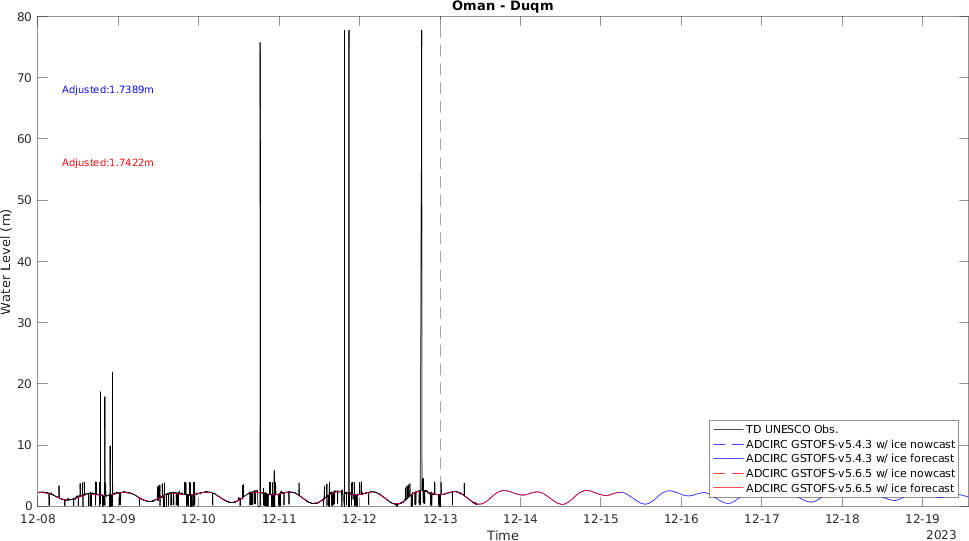 Oman - Duqm
80
70
60
50
40
30
20
10
0
Water Level (m)
Adjusted:1.7389m
Adjusted:1.7422m
TD UNESCO Obs.
ADCIRC GSTOFS-v5.4.3 w/ ice nowcast
ADCIRC GSTOFS-v5.4.3 w/ ice forecast
ADCIRC GSTOFS-v5.6.5 w/ ice nowcast
ADCIRC GSTOFS-v5.6.5 w/ ice forecast
12-08 12-09 12-10 12-11 12-12 12-13 12-14 12-15 12-16 12-17 12-18 12-19
Time
2023